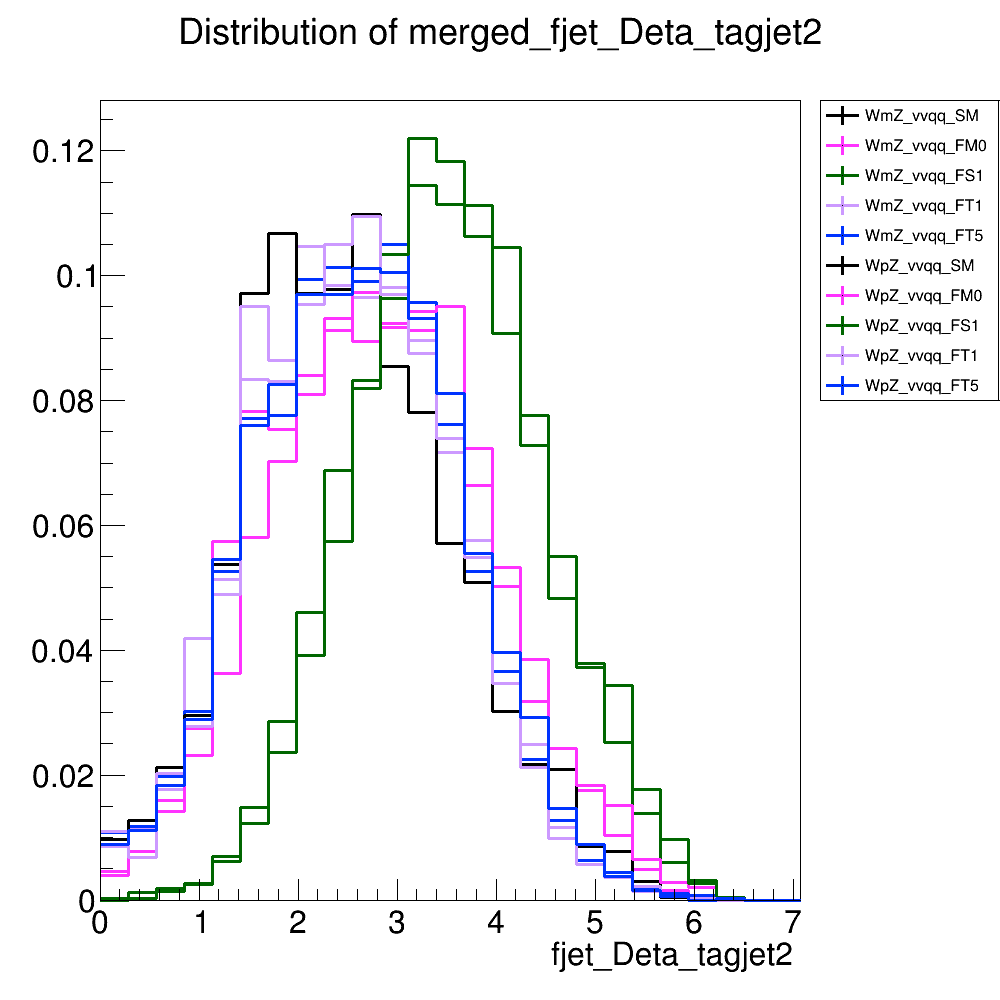 Distribution of merged_fjet_Deta_tagjet2
WmZ_vvqq_SM
WmZ_vvqq_FM0
WmZ_vvqq_FS1
WmZ_vvqq_FT1
WmZ_vvqq_FT5
WpZ_vvqq_SM
WpZ_vvqq_FM0
WpZ_vvqq_FS1
WpZ_vvqq_FT1
WpZ_vvqq_FT5
0.12
0.1
0.08
0.06
0.04
0.02
0
0 1 2 3 4 5 6 7
fjet_Deta_tagjet2